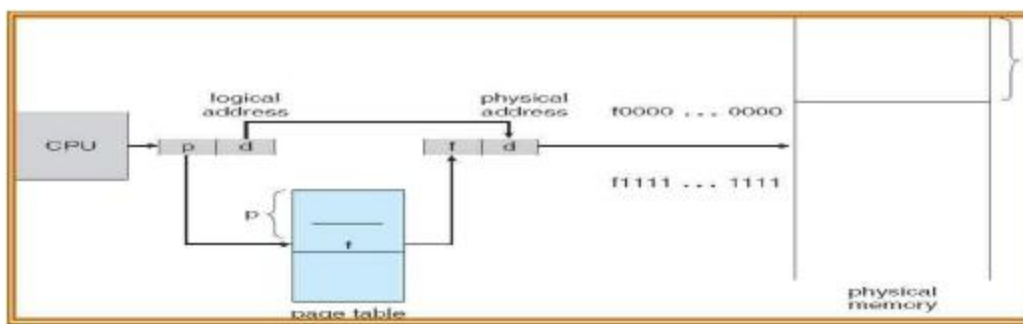 logical
address
physical
address
f0000 ... 0000
CPU
p
d
f
d
f1111 ... 1111
p
f
page table
physical
memory